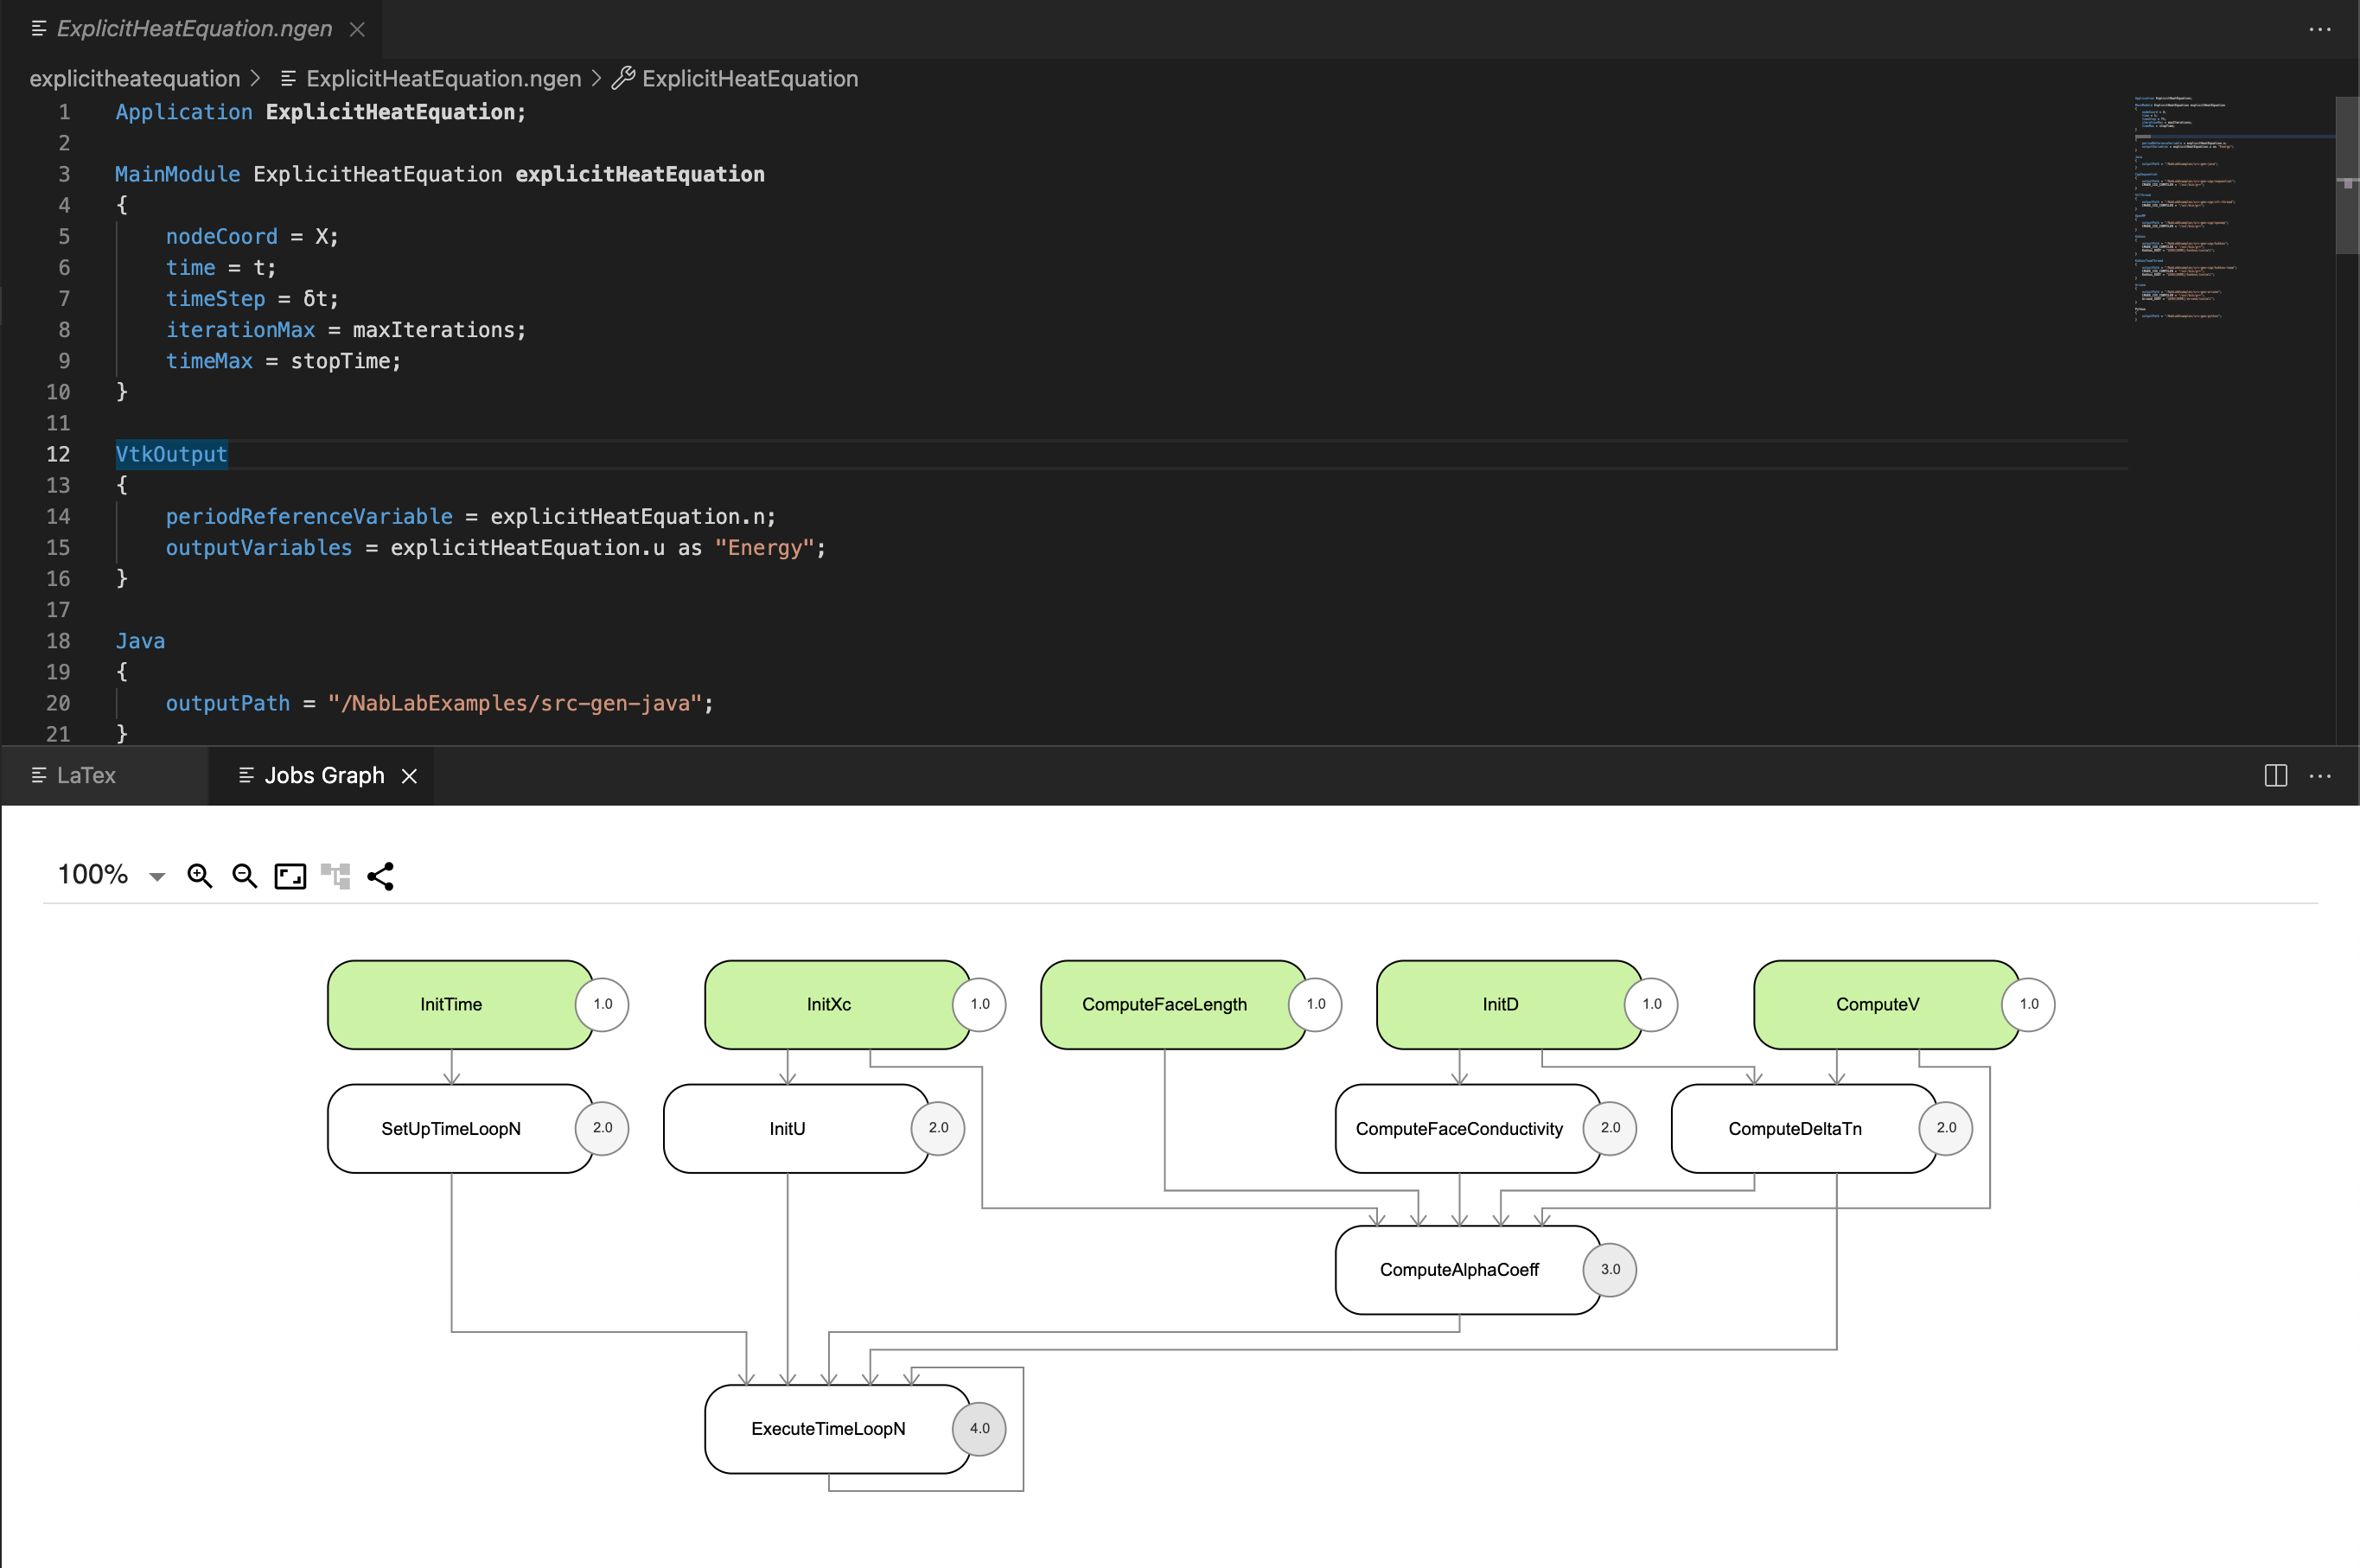 ExplicitHeatEquation.ngen
explicitheatequation > ExplicitHeatEquation.ngen > ExplicitHeatEquation
1 Application ExplicitHeatEquation;
2
3 MainModule ExplicitHeatEquation explicitHeatEquation
4 {
5 nodeCoord = X;
6 time = t;
7 timeStep = δt;
8 iterationMax = maxIterations;
9 timeMax = stopTime;
10 }
11
12 VtkOutput
13 {
14 periodReferenceVariable = explicitHeatEquation.n;
15 outputVariables = explicitHeatEquation.u as "Energy";
16 }
17
18 Java
19 {
20 outputPath = "/NabLabExamples/src-gen-java";
21 }
LaTex Jobs Graph
100%
InitTime 1.0 InitXc 1.0 ComputeFaceLength 1.0 InitD 1.0 ComputeV 1.0
SetUpTimeLoopN 2.0 InitU 2.0 ComputeFaceConductivity 2.0 ComputeDeltaTn 2.0
ComputeAlphaCoeff 3.0
ExecuteTimeLoopN 4.0